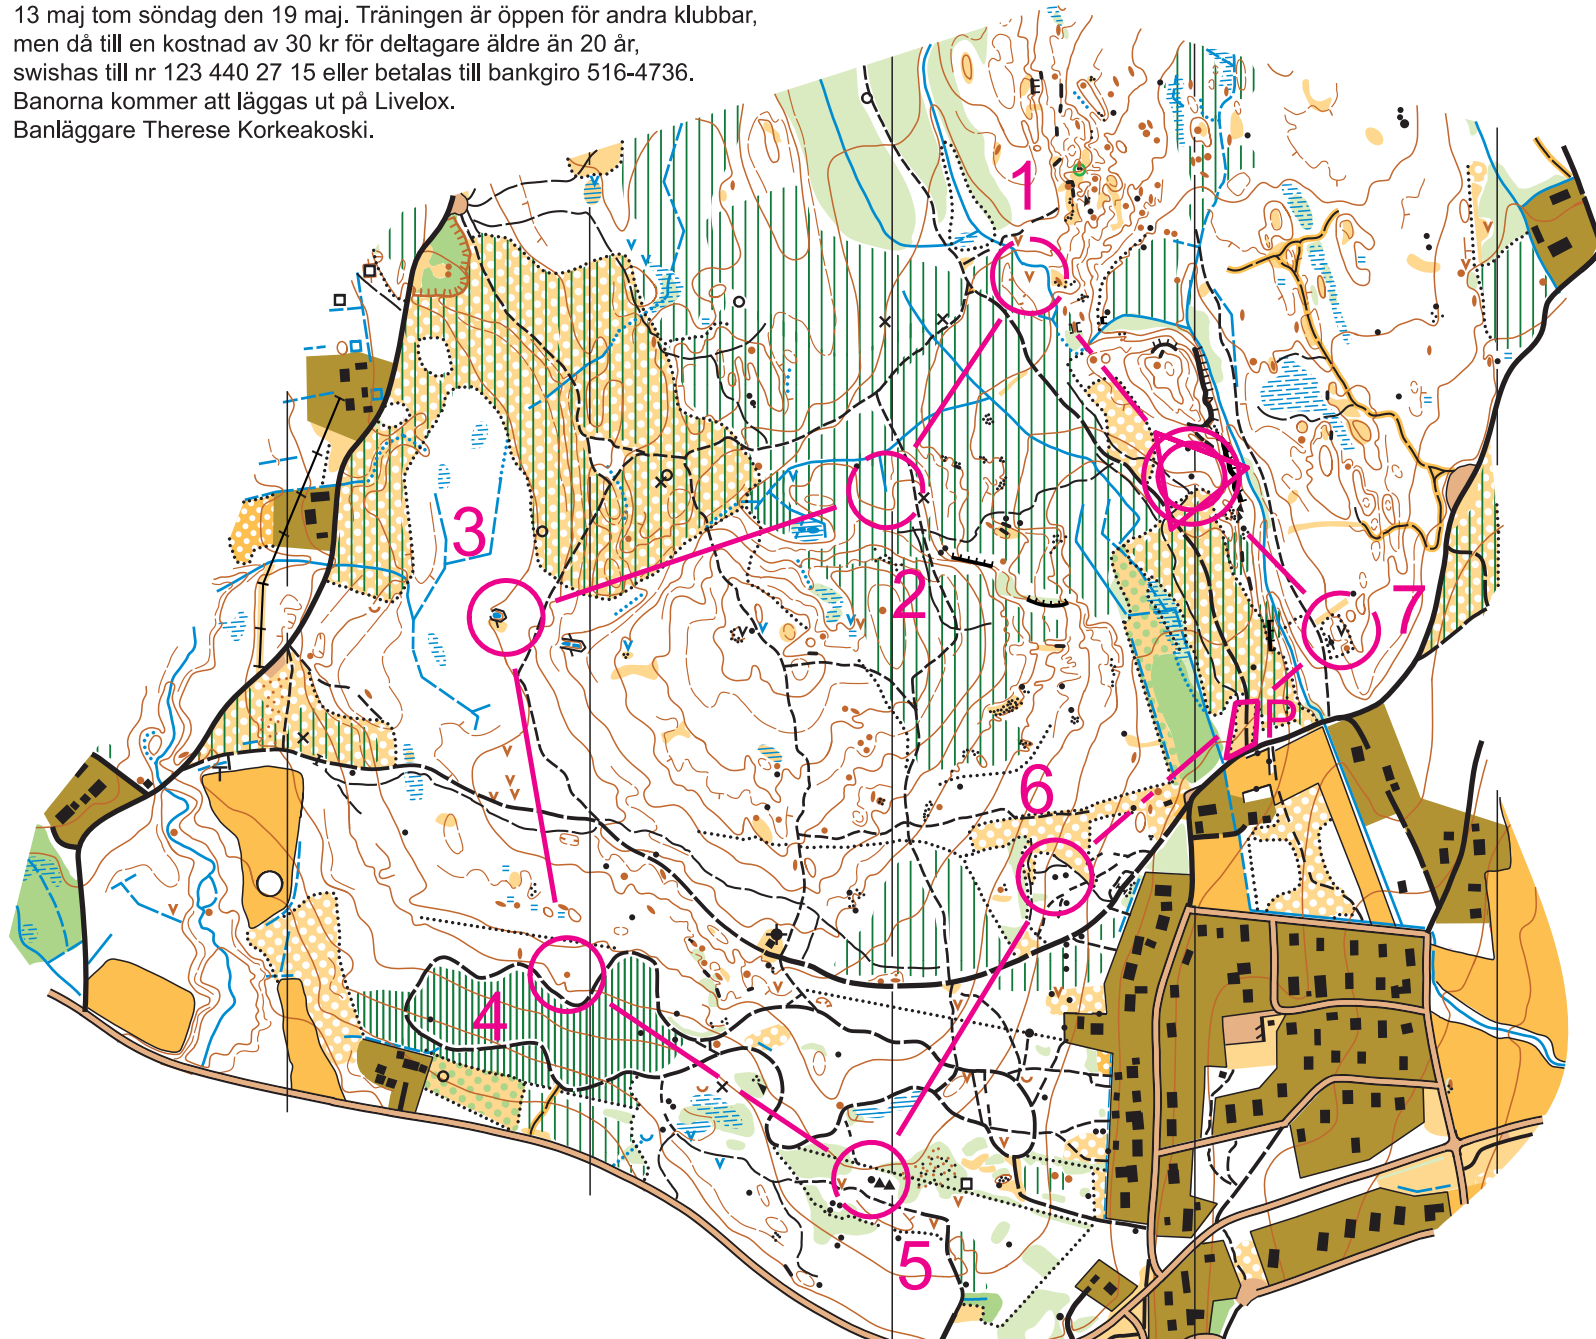 13 maj tom söndag den 19 maj. Träningen är öppen för andra klubbar,
men då till en kostnad av 30 kr för deltagare äldre än 20 år,
swishas till nr 123 440 27 15 eller betalas till bankgiro 516-4736.
Banorna kommer att läggas ut på Livelox.
Banläggare Therese Korkeakoski.
1
3
2
7
P
6
4
5